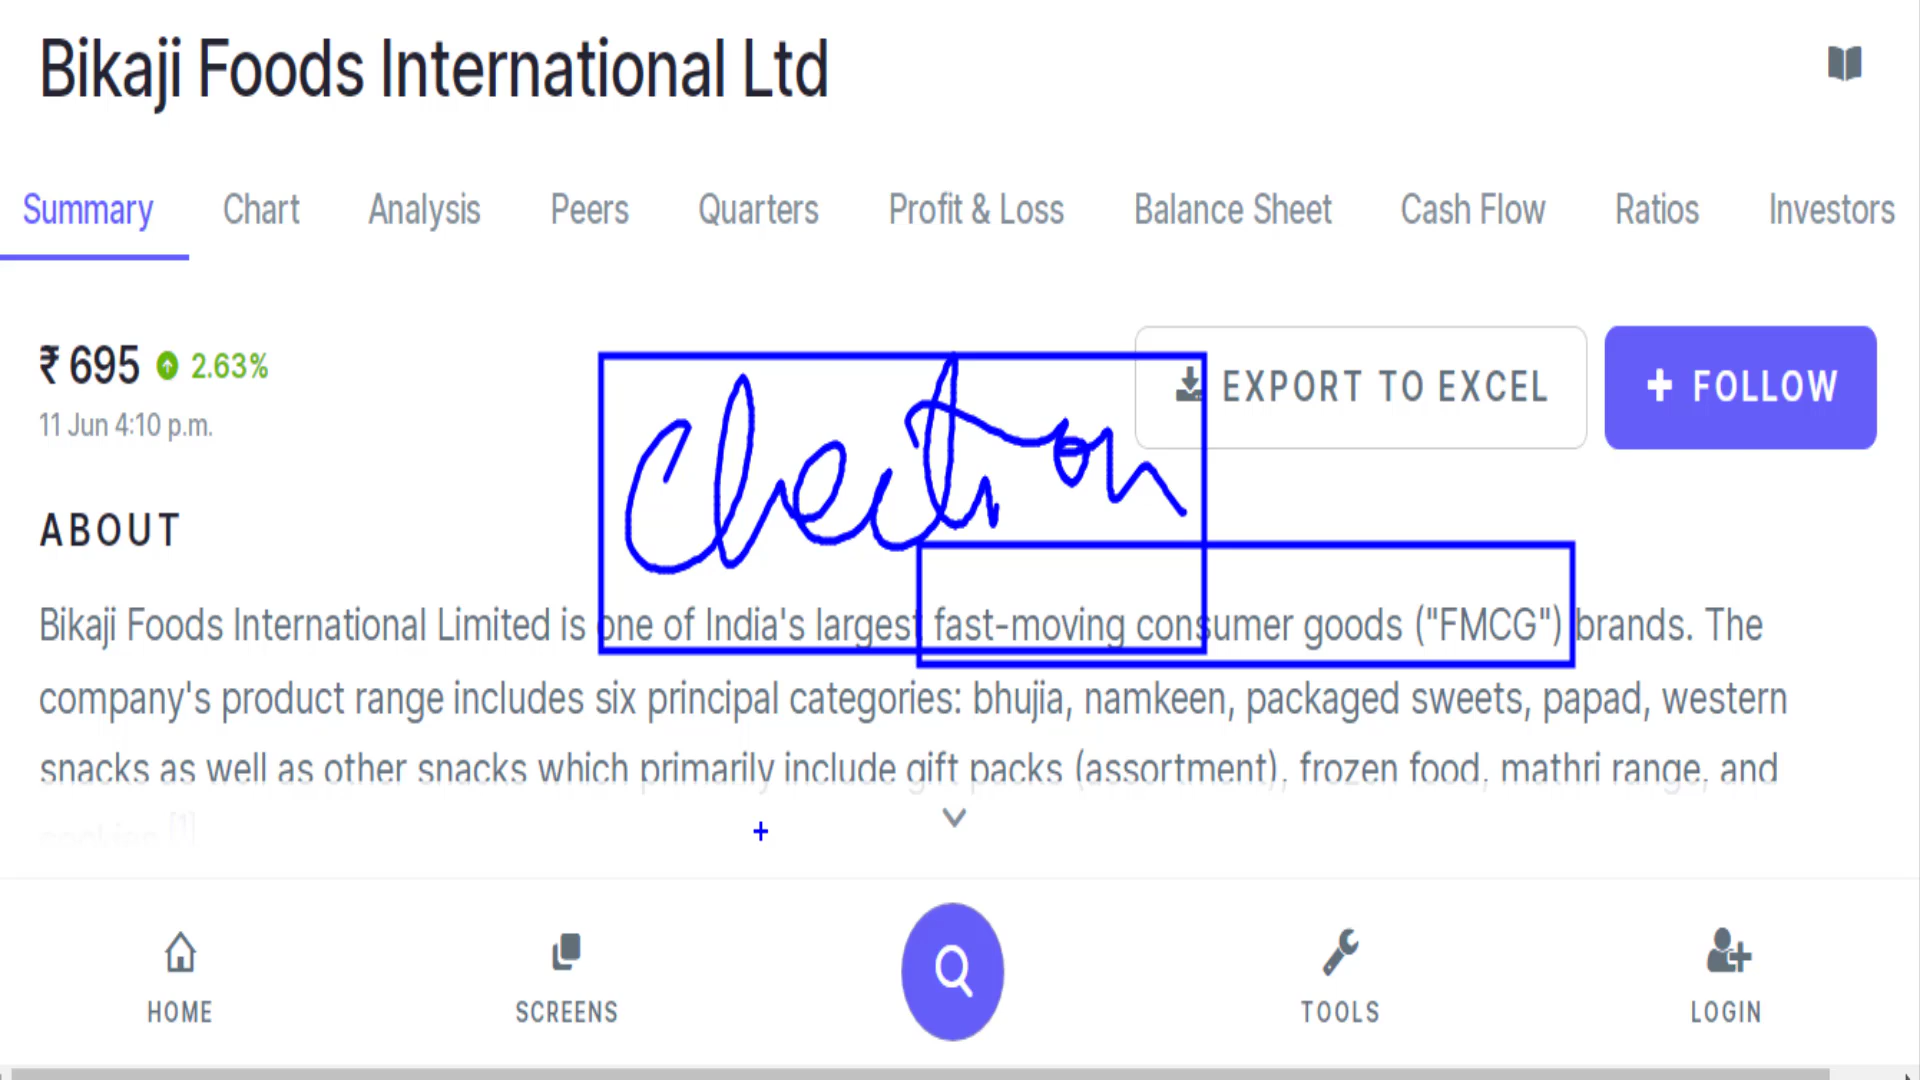 Bikaji Foods International Ltd
Summary Chart Analysis Peers Quarters Profit & Loss Balance Sheet Cash Flow Ratios Investors
₹ 695 2.63%
EXPORT TO EXCEL
FOLLOW
11 Jun 4:10 p.m.
ABOUT
Bikaji Foods International Limited is one of India's largest fast-moving consumer goods ("FMCG") brands. The
company's product range includes six principal categories: bhujia, namkeen, packaged sweets, papad, western
snacks as well as other snacks which primarily include gift packs (assortment), frozen food, mathri range, and
cooking [1]
HOME SCREENS TOOLS LOGIN